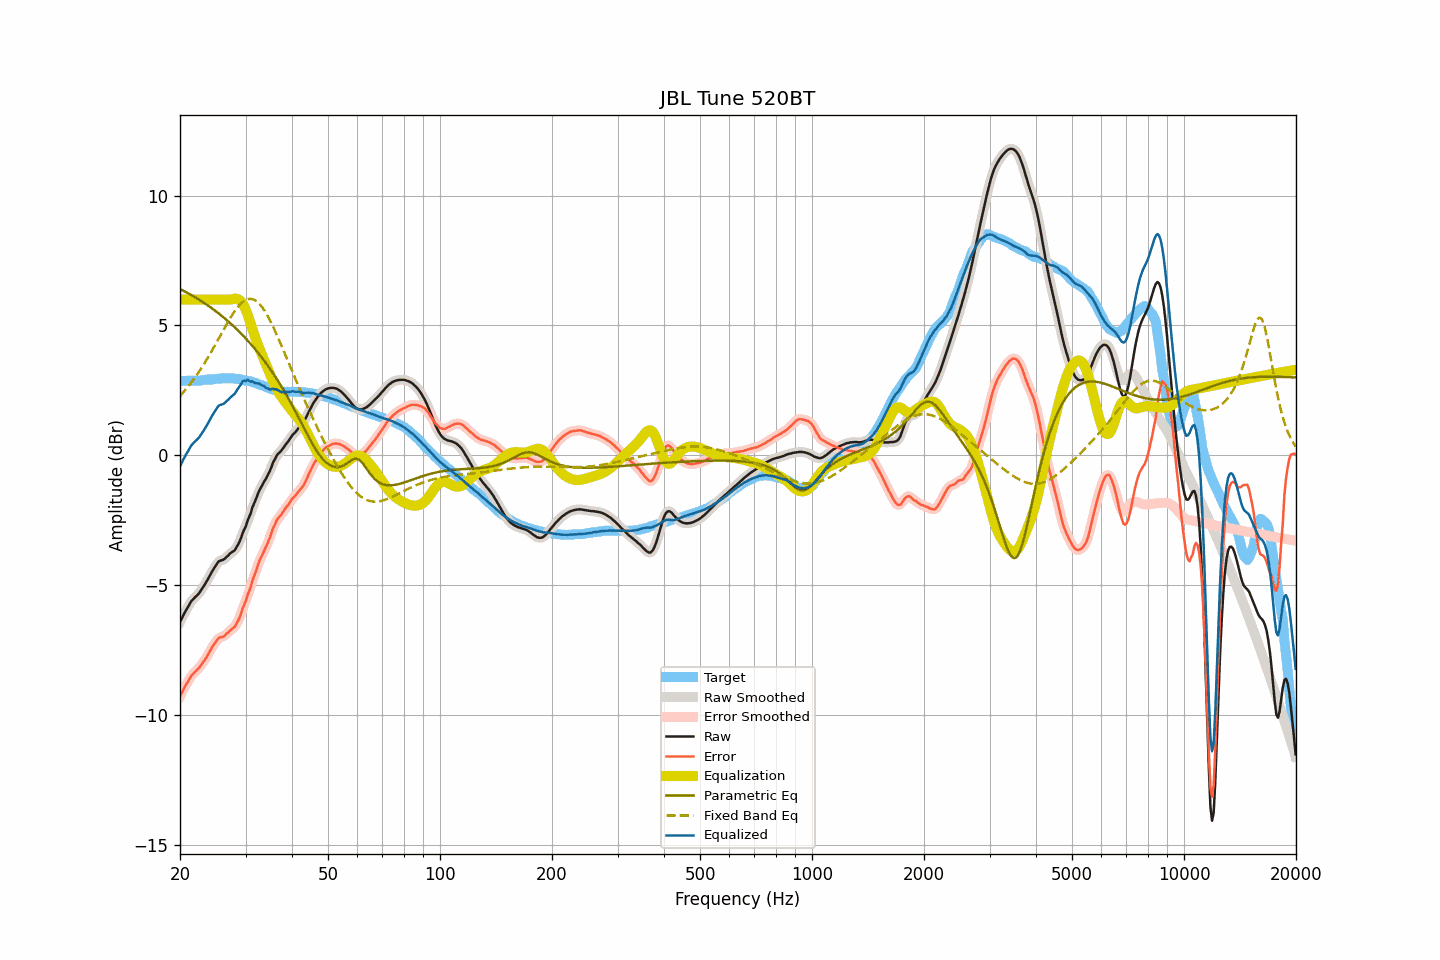 JBL Tune 520BT
Amplitude (dBr)
10
5
0
−5
−10
−15
Target
Raw Smoothed
Error Smoothed
Raw
Error
Equalization
Parametric Eq
Fixed Band Eq
Equalized
20 50 100 200 500 1000 2000 5000 10000 20000
Frequency (Hz)